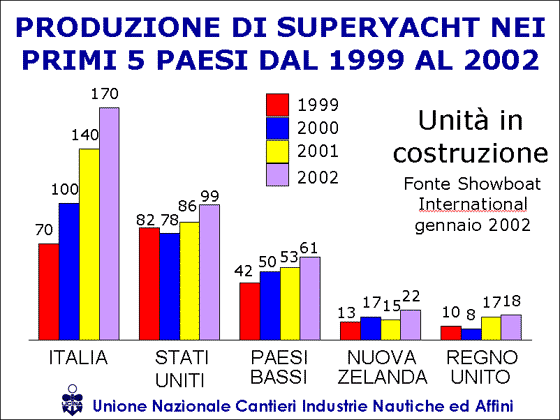 PRODUZIONE DI SUPERYACHT NEI
PRIMI 5 PAESI DAL 1999 AL 2002
1999
2000
2001
2002
Unità in
costruzione
Fonte Showboat
International
gennaio 2002
70 100 140 170
82 78 86 99
42 50 53 61
13 17 15 22
10 8 17 18
ITALIA
STATI
UNITI
PAESI
BASSI
NUOVA
ZELANDA
REGNO
UNITO
UCINA
Unione Nazionale Cantieri Industrie Nautiche ed Affini